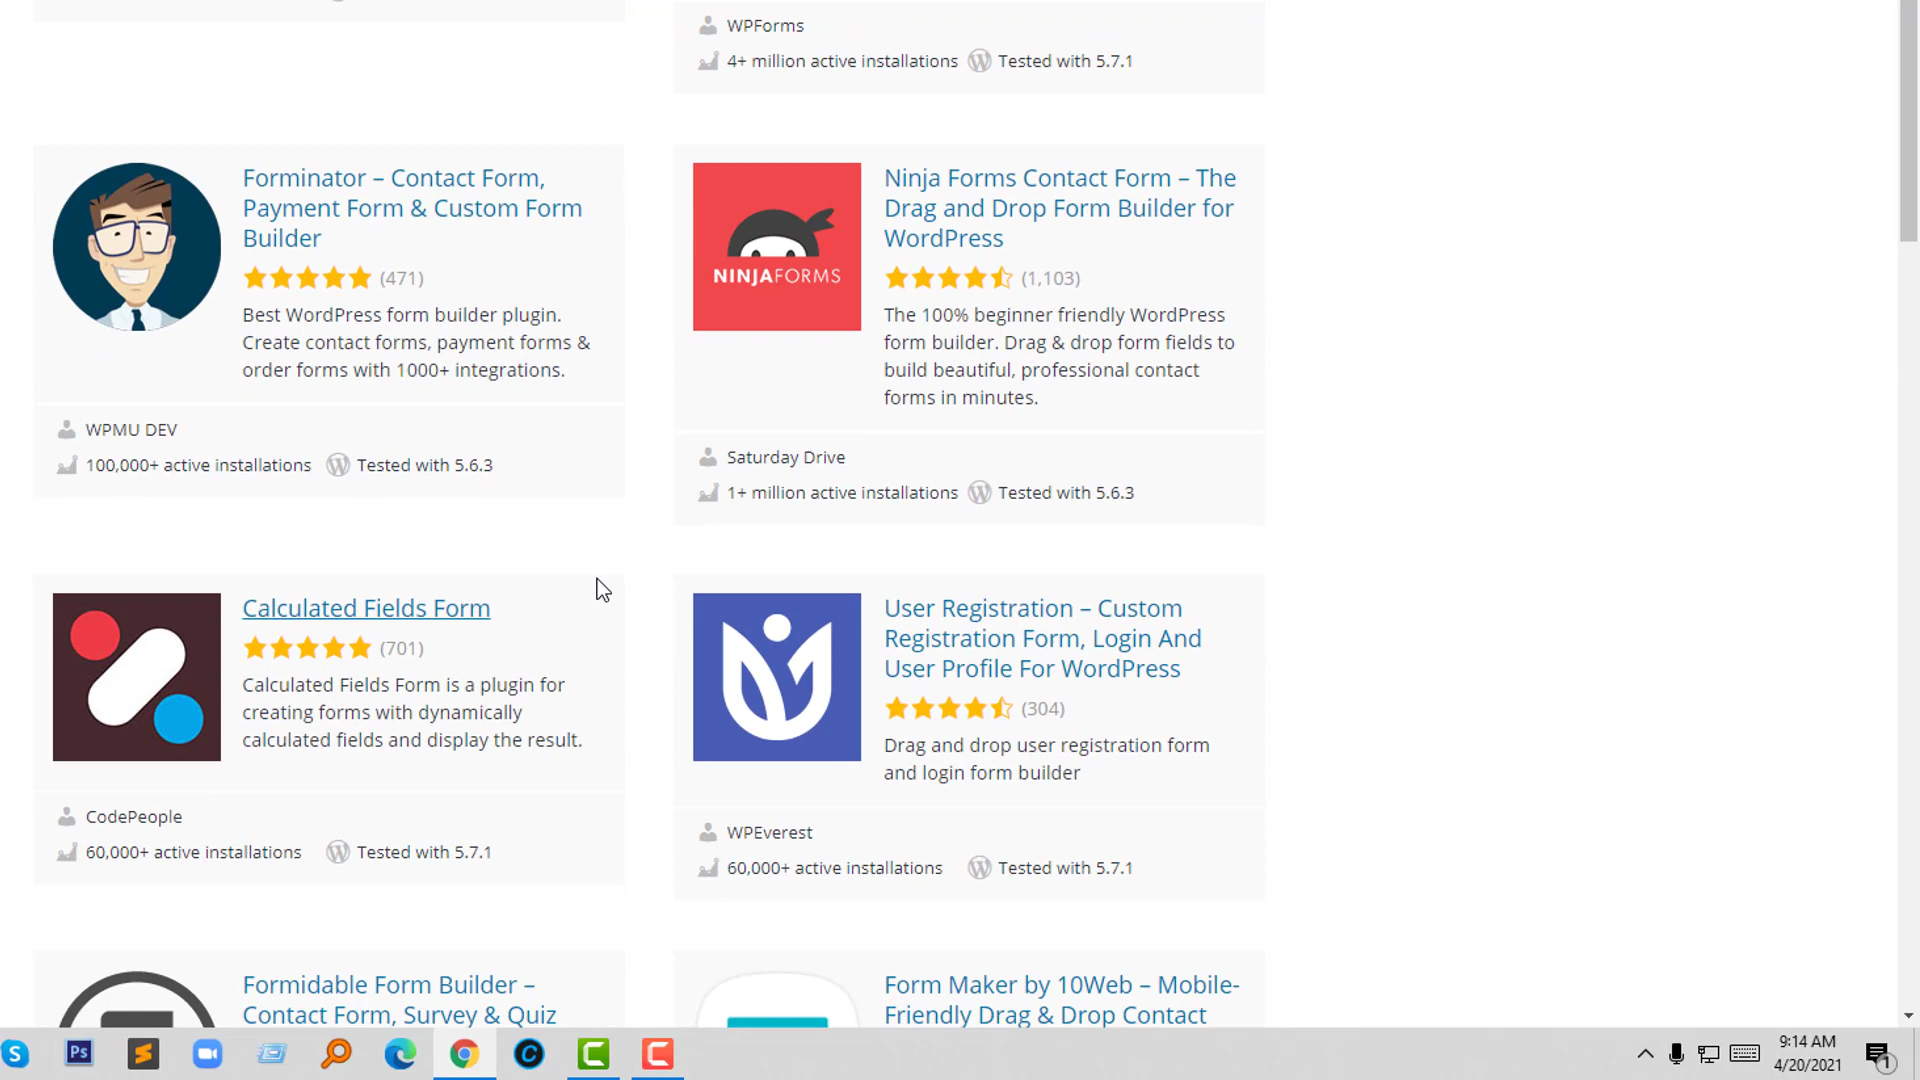 WPForms
4+ million active installations Tested with 5.7.1
Forminator – Contact Form,
Payment Form & Custom Form
Builder
(471)
Best WordPress form builder plugin.
Create contact forms, payment forms &
order forms with 1000+ integrations.
WPMU DEV
100,000+ active installations Tested with 5.6.3
NINJAFORMS
Ninja Forms Contact Form – The
Drag and Drop Form Builder for
WordPress
(1,103)
The 100% beginner friendly WordPress
form builder. Drag & drop form fields to
build beautiful, professional contact
forms in minutes.
Saturday Drive
1+ million active installations Tested with 5.6.3
Calculated Fields Form
(701)
Calculated Fields Form is a plugin for
creating forms with dynamically
calculated fields and display the result.
CodePeople
60,000+ active installations Tested with 5.7.1
User Registration – Custom
Registration Form, Login And
User Profile For WordPress
(304)
Drag and drop user registration form
and login form builder
WPEverest
60,000+ active installations Tested with 5.7.1
Formidable Form Builder –
Contact Form, Survey & Quiz
Form Maker by 10Web – Mobile-
Friendly Drag & Drop Contact
S
Ps
9:14 AM
4/20/2021
1